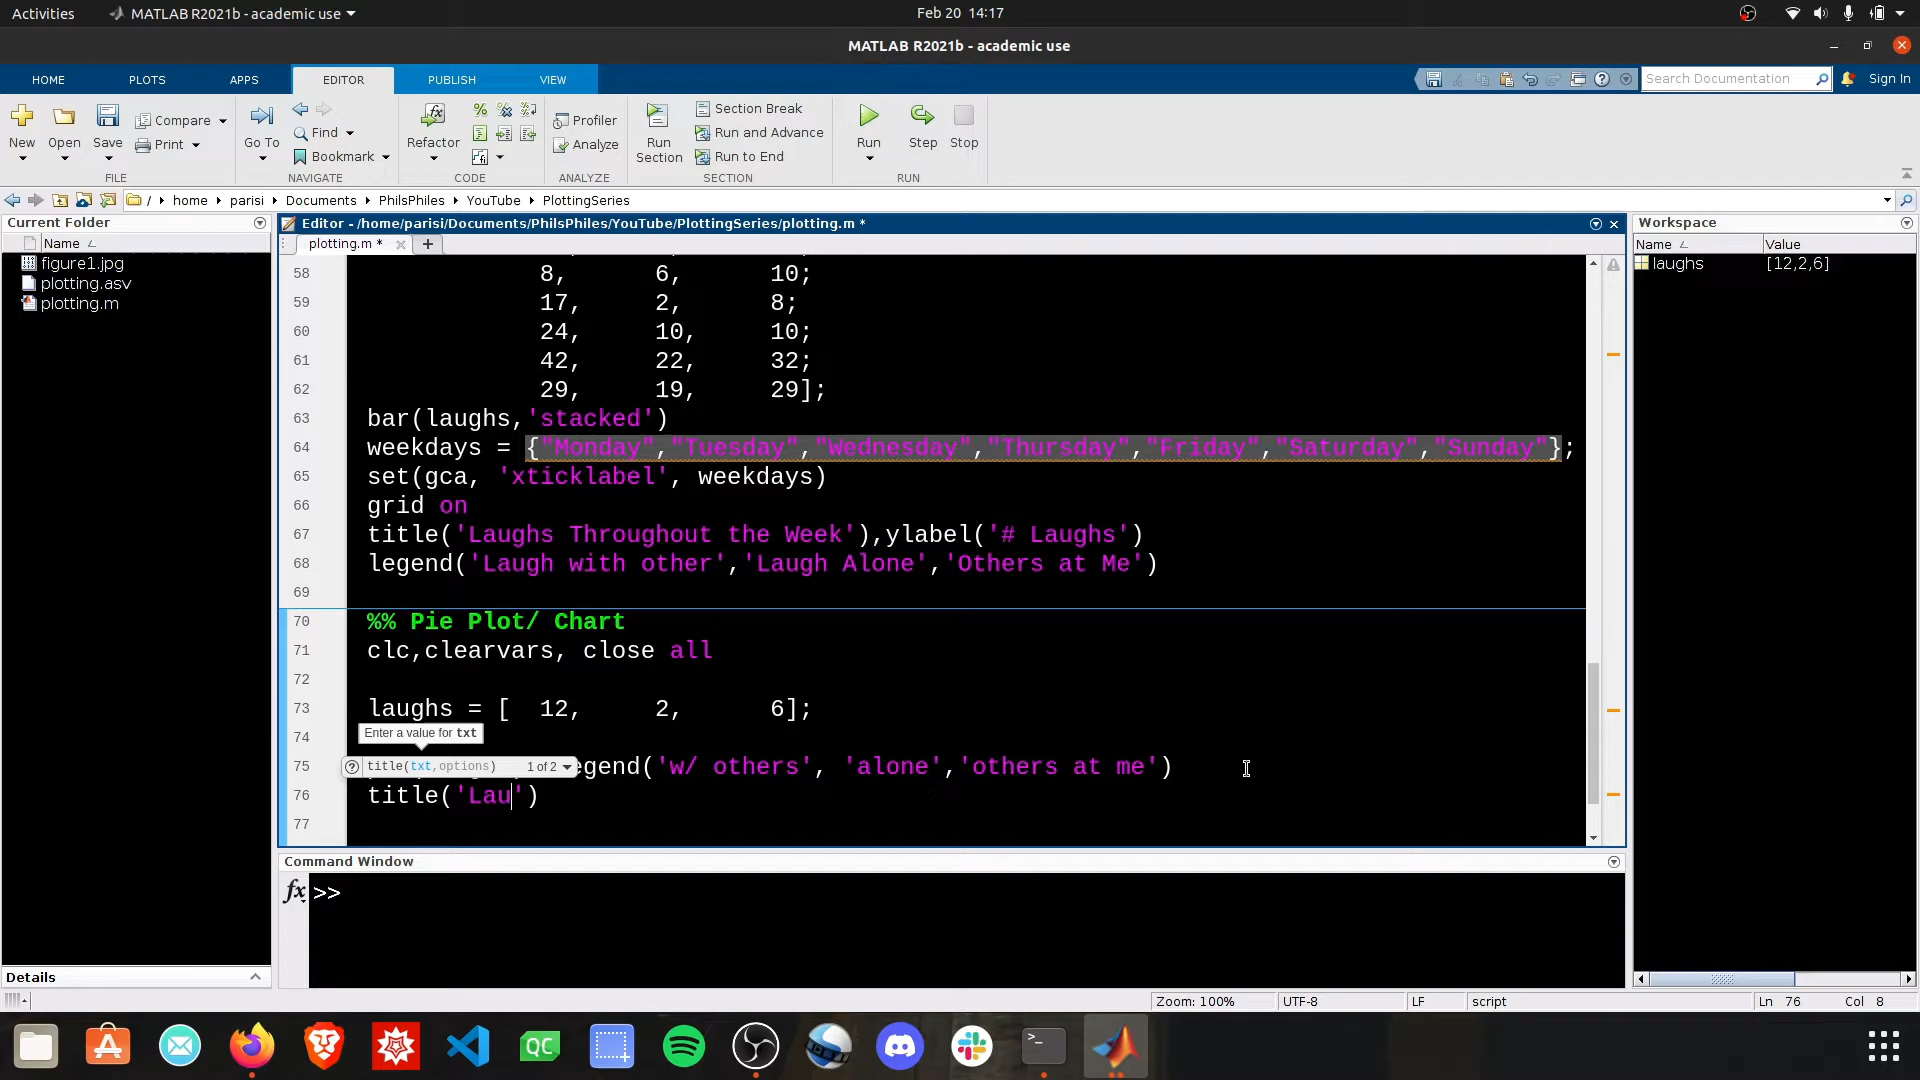 Activities MATLAB R2021b - academic use Feb 20 14:17
MATLAB R2021b - academic use
HOME PLOTS APPS EDITOR PUBLISH VIEW Search Documentation Sign In
New Open Save Compare Print Go To Find Bookmark Refactor Profiler Analyze Run Section Section Break Run and Advance Run to End Run Step Stop
FILE NAVIGATE CODE ANALYZE SECTION RUN
/ home parisi Documents PhilsPhiles YouTube PlottingSeries
Current Folder
Name
figure1.jpg
plotting.asv
plotting.m
Details
Editor - /home/parisi/Documents/PhilsPhiles/YouTube/PlottingSeries/plotting.m *
plotting.m *
58 8, 6, 10;
59 17, 2, 8;
60 24, 10, 10;
61 42, 22, 32;
62 29, 19, 29];
63 bar(laughs,'stacked')
64 weekdays = {"Monday","Tuesday","Wednesday","Thursday","Friday","Saturday","Sunday"};
65 set(gca, 'xticklabel', weekdays)
66 grid on
67 title('Laughs Throughout the Week'),ylabel('# Laughs')
68 legend('Laugh with other','Laugh Alone','Others at Me')
69
70 %% Pie Plot/ Chart
71 clc,clearvars, close all
72
73 laughs = [ 12, 2, 6];
Enter a value for txt
74
title(txt,options) 1 of 2
75 egend('w/ others', 'alone','others at me')
76 title('Lau')
77
Command Window
fx >>
Workspace
Name Value
laughs [12,2,6]
Zoom: 100% UTF-8 LF script Ln 76 Col 8
QC
>_